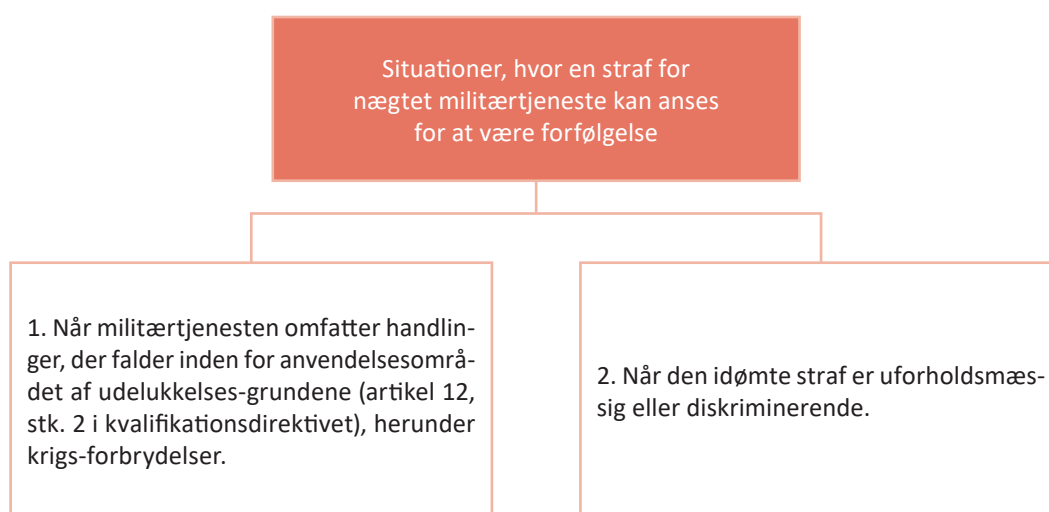 Situationer, hvor en straf for
nægtet militærtjeneste kan anses
for at være forfølgelse
1. Når militærtjenesten omfatter handlin-
ger, der falder inden for anvendelsesområ-
det af udelukkelses-grundene (artikel 12,
stk. 2 i kvalifikationsdirektivet), herunder
krigs-forbrydelser.
2. Når den idømte straf er uforholdsmæs-
sig eller diskriminerende.